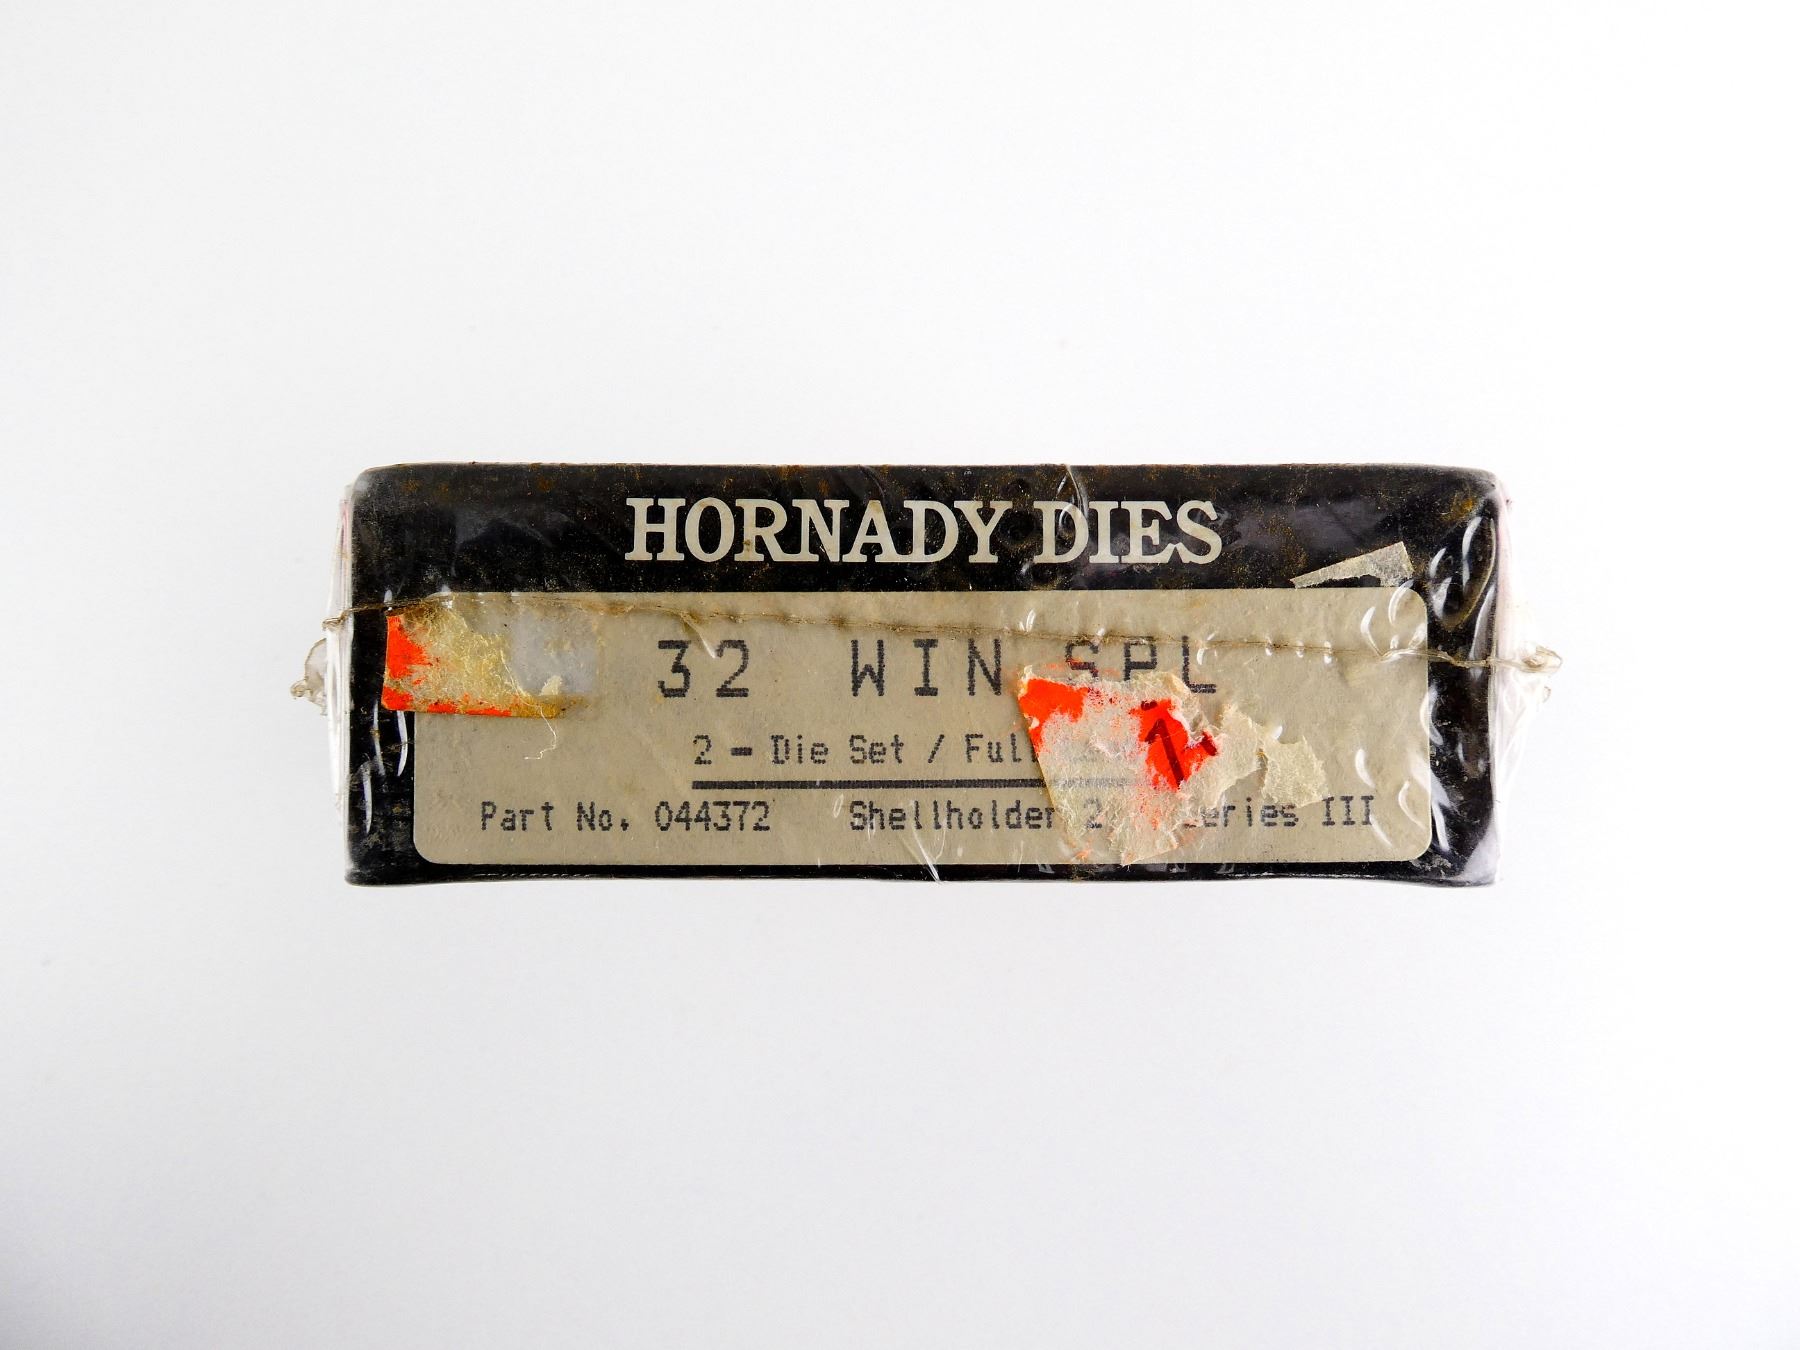 HORNADY DIES
32 WIN SPL
2 - Die Set / Full
Part No. 044372 Shellholder 2 Series III